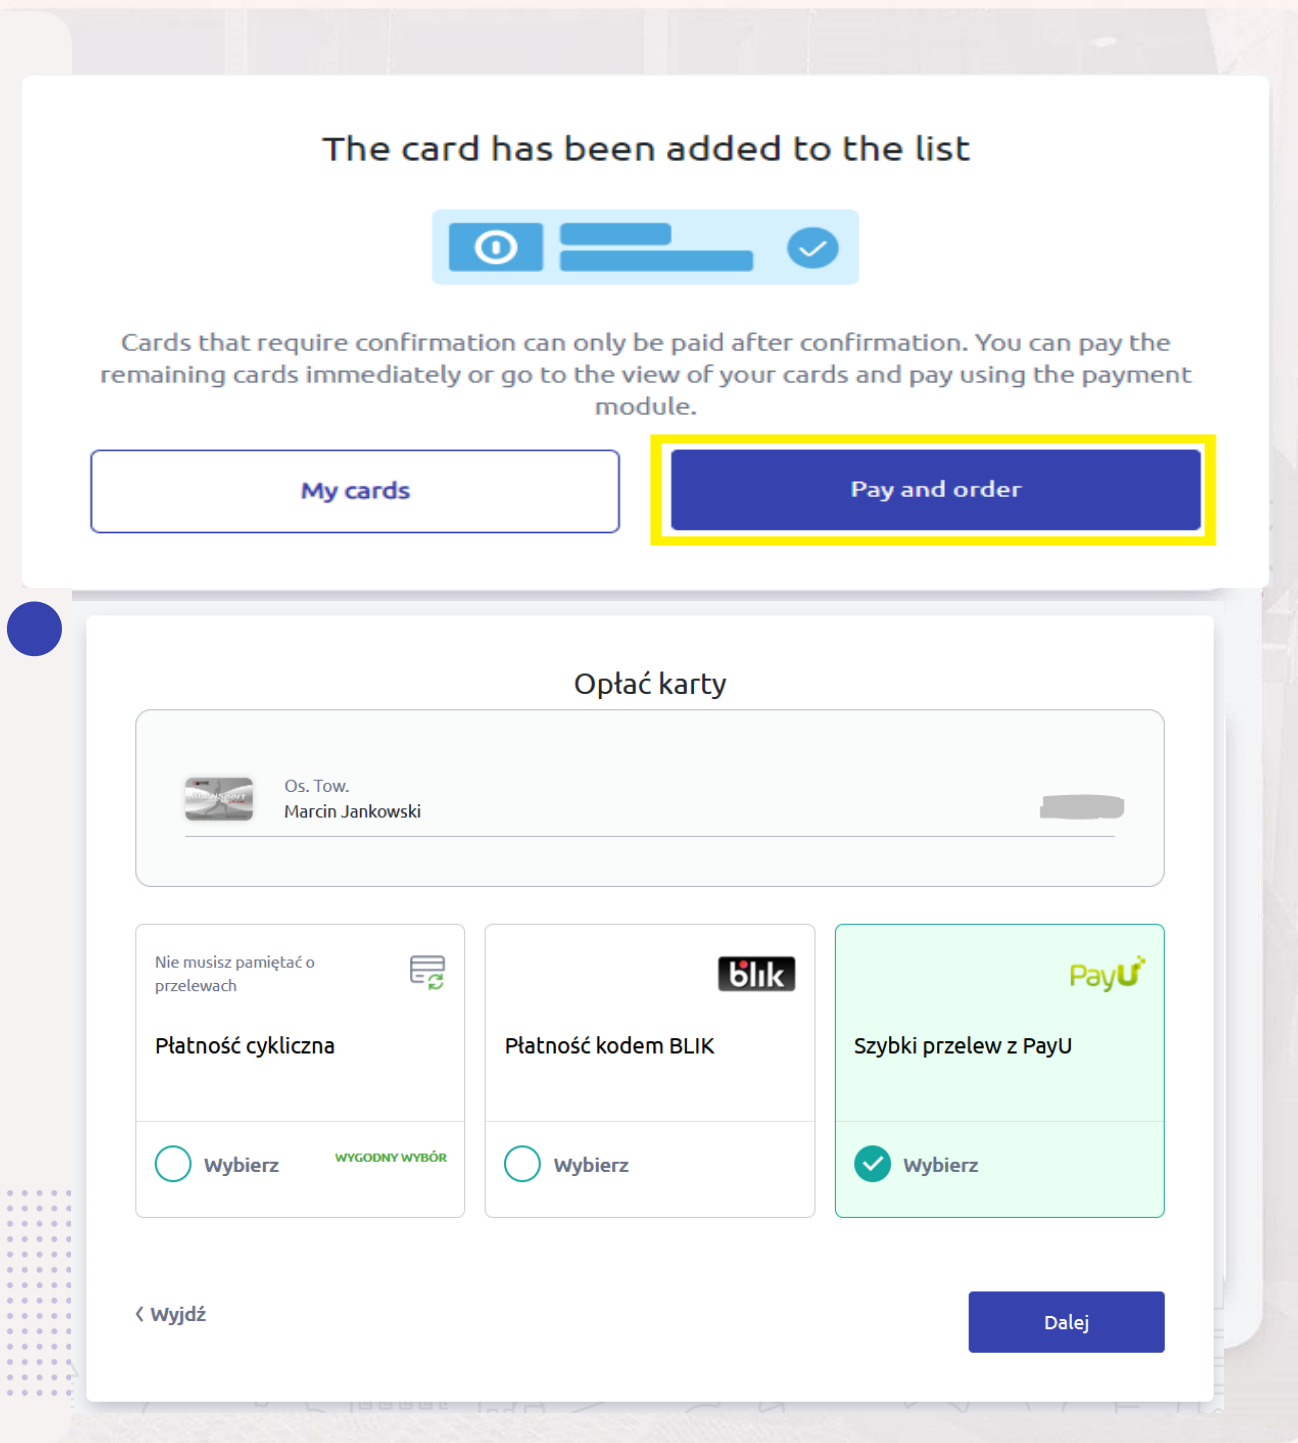 The card has been added to the list
Cards that require confirmation can only be paid after confirmation. You can pay the
remaining cards immediately or go to the view of your cards and pay using the payment
module.
My cards
Pay and order
Opłać karty
Os. Tow.
Marcin Jankowski
Nie musisz pamiętać o
przelewach
Płatność cykliczna
Wybierz
WYGODNY WYBÓR
blik
Płatność kodem BLIK
Wybierz
PayU
Szybki przelew z PayU
Wybierz
Wyjdź
Dalej